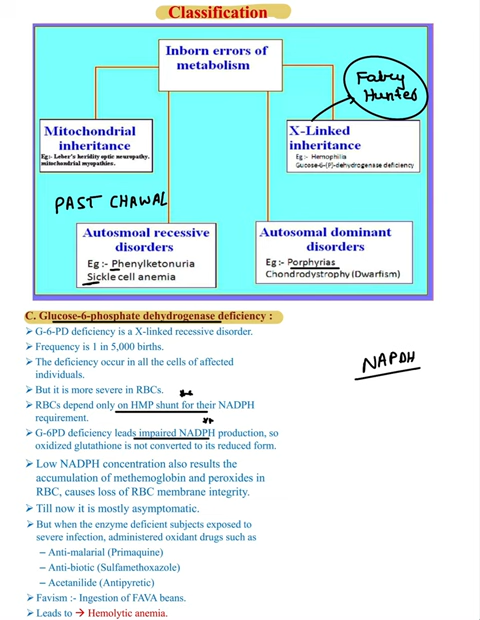 Classification
Inborn errors of
metabolism
Fabry
Hunter
Mitochondrial
inheritance
Eg:- Leber's heridity optic neuropathy.
mitochondrial myopathies.
X-Linked
inheritance
Eg :- Hemophilia
Glucose-6-(P)-dehydrogenase deficiency
PAST CHAWAL
Autosmoal recessive
disorders
Eg :- Phenylketonuria
Sickle cell anemia
Autosomal dominant
disorders
Eg :- Porphyrias
Chondrodystrophy (Dwarfism)
C. Glucose-6-phosphate dehydrogenase deficiency :
➢ G-6-PD deficiency is a X-linked recessive disorder.
➢ Frequency is 1 in 5,000 births.
➢ The deficiency occur in all the cells of affected
individuals.
NAPDH
➢ But it is more severe in RBCs.
➢ RBCs depend only on HMP shunt for their NADPH
requirement.
➢ G-6PD deficiency leads impaired NADPH production, so
oxidized glutathione is not converted to its reduced form.
➢ Low NADPH concentration also results the
accumulation of methemoglobin and peroxides in
RBC, causes loss of RBC membrane integrity.
➢ Till now it is mostly asymptomatic.
➢ But when the enzyme deficient subjects exposed to
severe infection, administered oxidant drugs such as
– Anti-malarial (Primaquine)
– Anti-biotic (Sulfamethoxazole)
– Acetanilide (Antipyretic)
➢ Favism :- Ingestion of FAVA beans.
➢ Leads to → Hemolytic anemia.